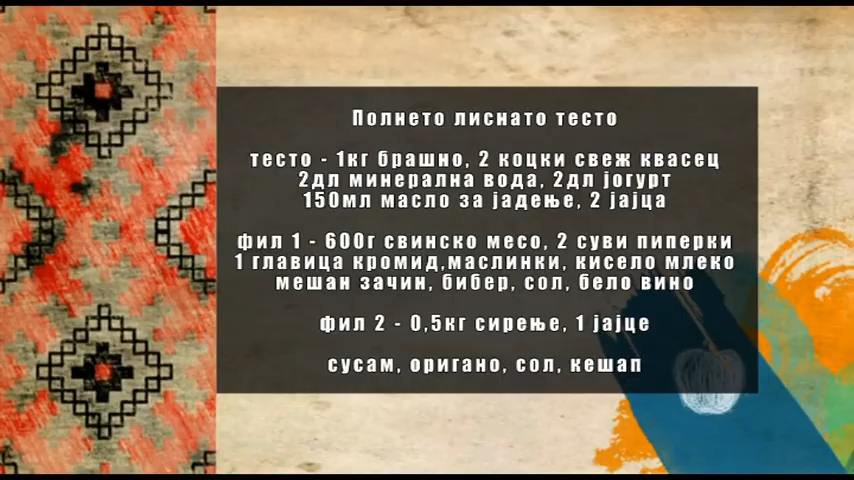 Полнето лиснато тесто
тесто - 1кг брашно, 2 коцки свеж квасец
2дл минерална вода, 2дл јогурт
150мл масло за јадење, 2 јајца
фил 1 - 600г свинско месо, 2 суви пиперки
1 главица кромид,маслинки, кисело млеко
мешан зачин, бибер, сол, бело вино
фил 2 - 0,5кг сирење, 1 јајце
сусам, оригано, сол, кешап